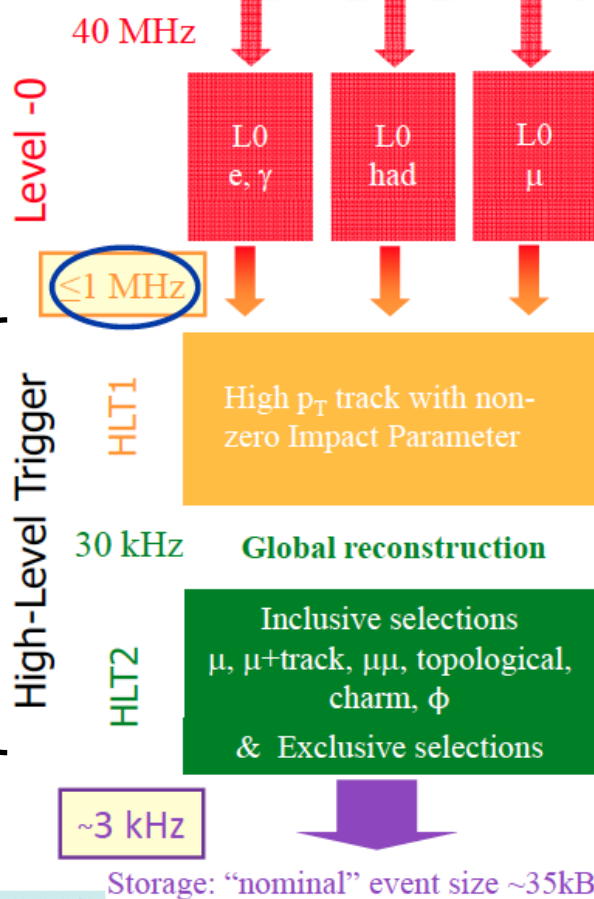 40 MHz
Level -0
L0
e, γ
L0
had
L0
μ
≤1 MHz
High-Level Trigger
HLT1
High pT track with non-
zero Impact Parameter
30 kHz
Global reconstruction
HLT2
Inclusive selections
μ, μ+track, μμ, topological,
charm, ϕ
& Exclusive selections
~3 kHz
Storage: “nominal” event size ~35kB